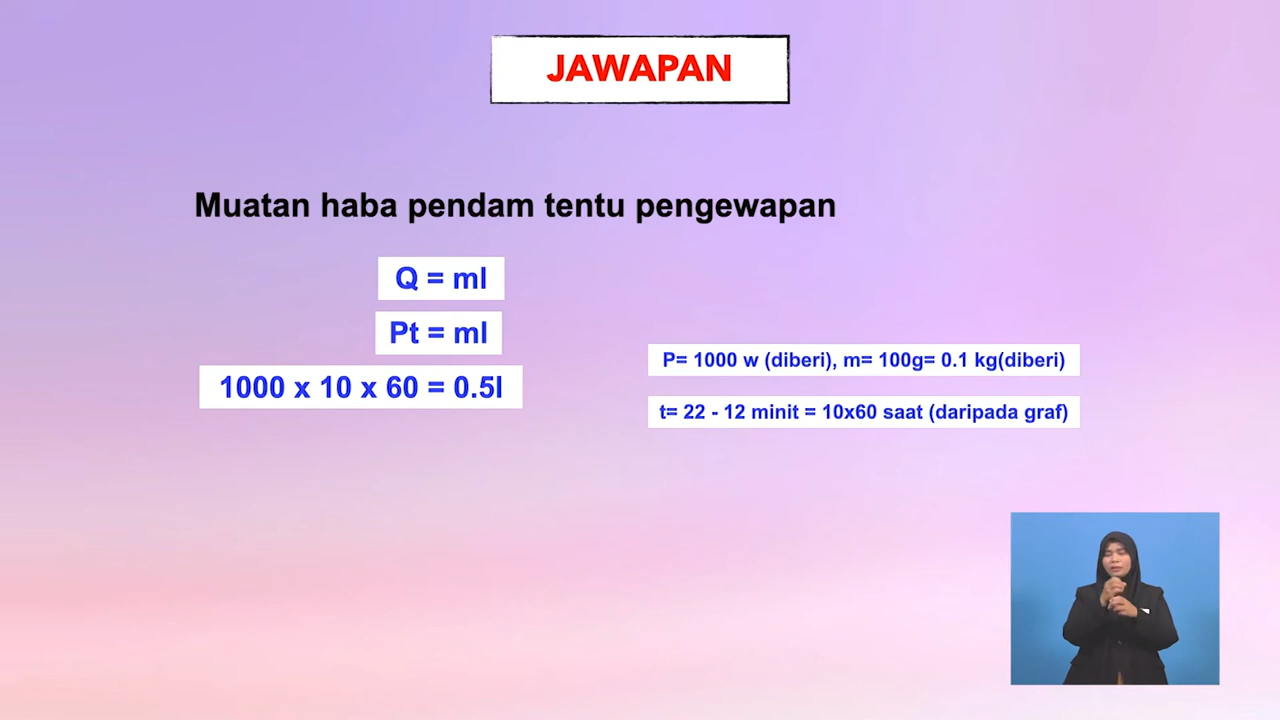 JAWAPAN
Muatan haba pendam tentu pengewapan
Q = ml
Pt = ml
1000 x 10 x 60 = 0.5l
P= 1000 w (diberi), m= 100g= 0.1 kg(diberi)
t= 22 - 12 minit = 10x60 saat (daripada graf)